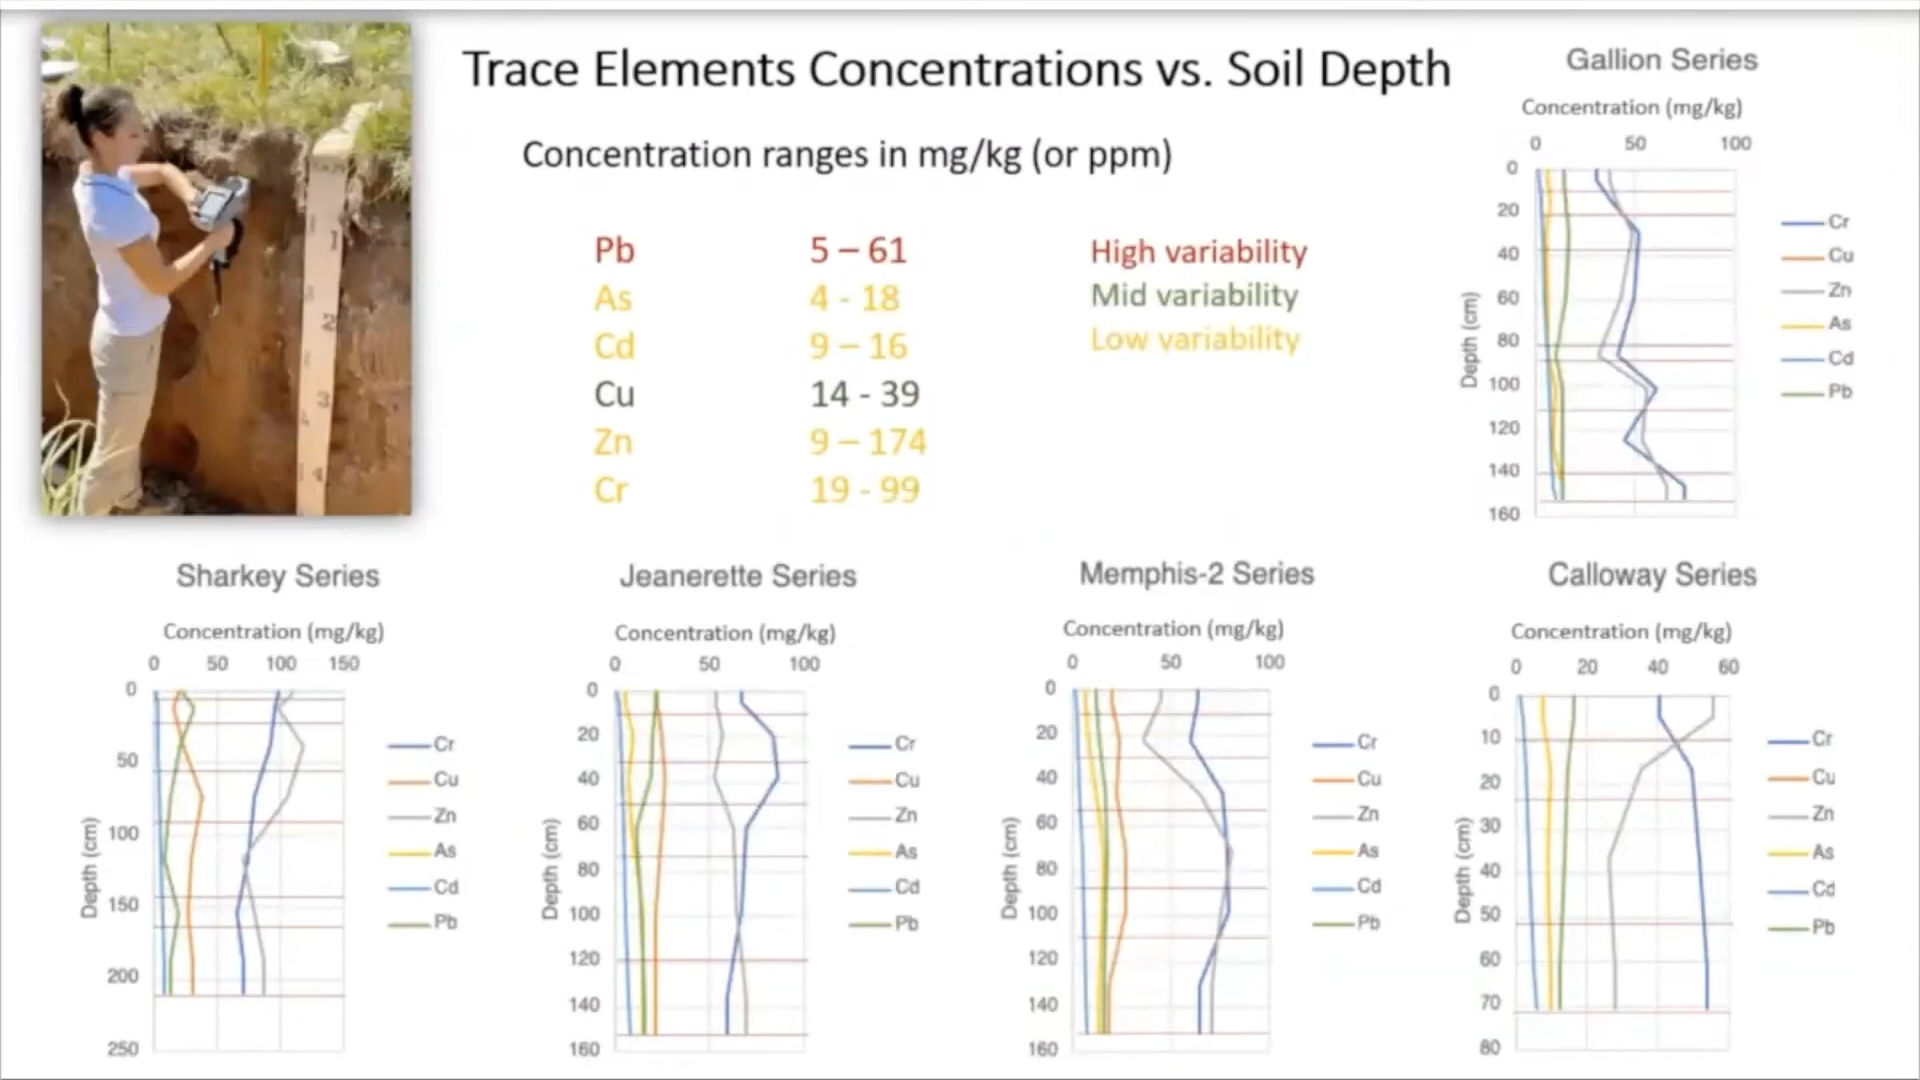 Trace Elements Concentrations vs. Soil Depth
Concentration ranges in mg/kg (or ppm)
Pb 5 – 61 High variability
As 4 - 18 Mid variability
Cd 9 – 16 Low variability
Cu 14 - 39
Zn 9 – 174
Cr 19 - 99
1
2
3
4
Gallion Series
Concentration (mg/kg)
0 50 100
0
20
40
60
80
100
120
140
160
Depth (cm)
Cr
Cu
Zn
As
Cd
Pb
Sharkey Series
Concentration (mg/kg)
0 50 100 150
0
50
100
150
200
250
Depth (cm)
Cr
Cu
Zn
As
Cd
Pb
Jeanerette Series
Concentration (mg/kg)
0 50 100
0
20
40
60
80
100
120
140
160
Depth (cm)
Cr
Cu
Zn
As
Cd
Pb
Memphis-2 Series
Concentration (mg/kg)
0 50 100
0
20
40
60
80
100
120
140
160
Depth (cm)
Cr
Cu
Zn
As
Cd
Pb
Calloway Series
Concentration (mg/kg)
0 20 40 60
0
10
20
30
40
50
60
70
80
Depth (cm)
Cr
Cu
Zn
As
Cd
Pb